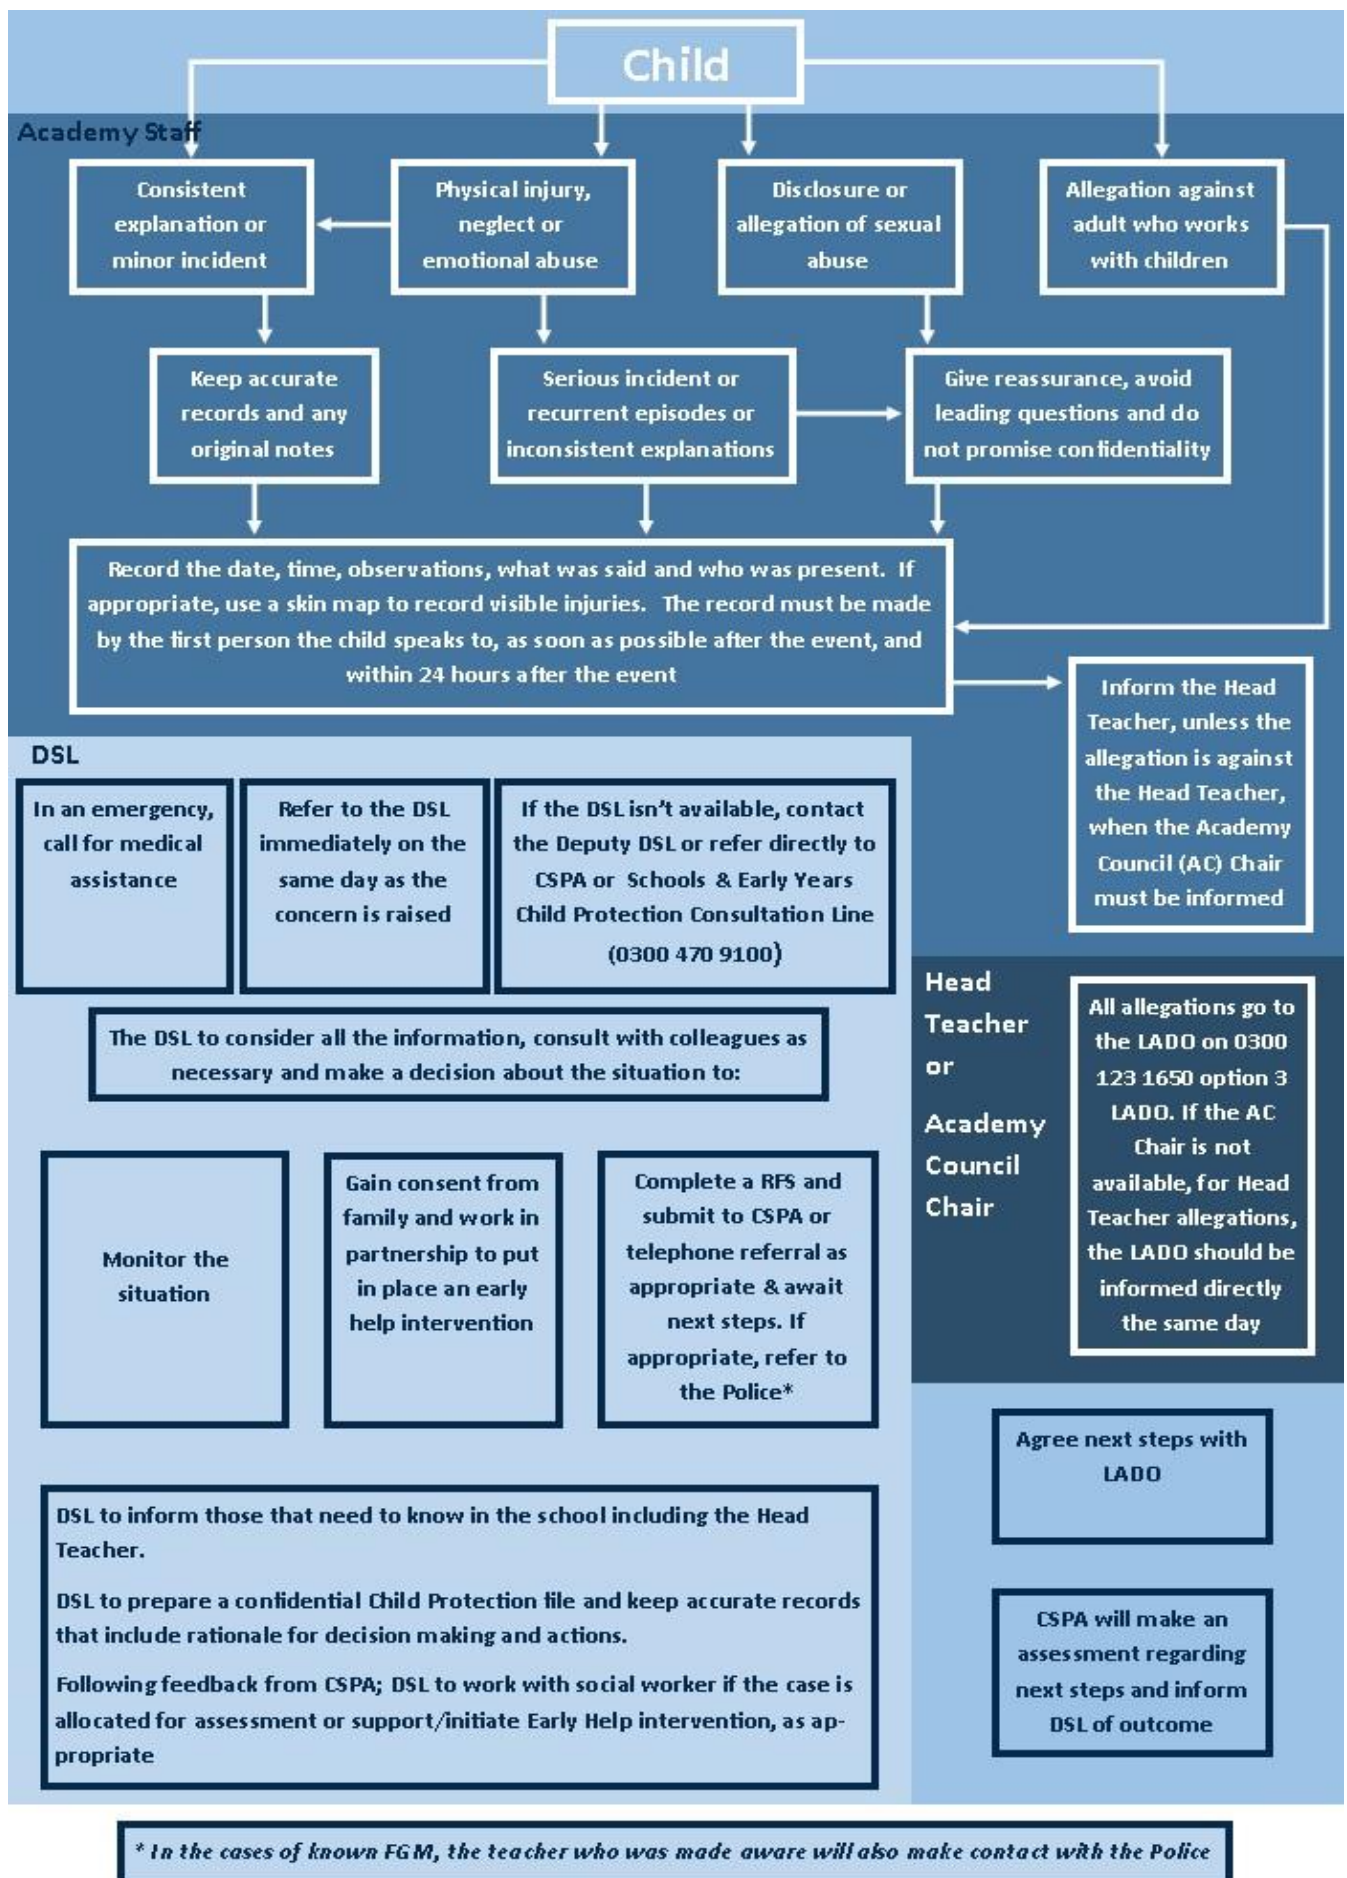 Child
Academy Staff
Consistent
explanation or
minor incident
Physical injury,
neglect or
emotional abuse
Disclosure or
allegation of sexual
abuse
Allegation against
adult who works
with children
Keep accurate
records and any
original notes
Serious incident or
recurrent episodes or
inconsistent explanations
Give reassurance, avoid
leading questions and do
not promise confidentiality
Record the date, time, observations, what was said and who was present. If
appropriate, use a skin map to record visible injuries. The record must be made
by the first person the child speaks to, as soon as possible after the event, and
within 24 hours after the event
Inform the Head
Teacher, unless the
allegation is against
the Head Teacher,
when the Academy
Council (AC) Chair
must be informed
DSL
In an emergency,
call for medical
assistance
Refer to the DSL
immediately on the
same day as the
concern is raised
If the DSL isn't available, contact
the Deputy DSL or refer directly to
CSPA or Schools & Early Years
Child Protection Consultation Line
(0300 470 9100)
The DSL to consider all the information, consult with colleagues as
necessary and make a decision about the situation to:
Head
Teacher
or
Academy
Council
Chair
All allegations go to
the LADO on 0300
123 1650 option 3
LADO. If the AC
Chair is not
available, for Head
Teacher allegations,
the LADO should be
informed directly
the same day
Monitor the
situation
Gain consent from
family and work in
partnership to put
in place an early
help intervention
Complete a RFS and
submit to CSPA or
telephone referral as
appropriate & await
next steps. If
appropriate, refer to
the Police*
Agree next steps with
LADO
DSL to inform those that need to know in the school including the Head
Teacher.
DSL to prepare a confidential Child Protection file and keep accurate records
that include rationale for decision making and actions.
Following feedback from CSPA; DSL to work with social worker if the case is
allocated for assessment or support/initiate Early Help intervention, as ap-
propriate
CSPA will make an
assessment regarding
next steps and inform
DSL of outcome
* In the cases of known FGM, the teacher who was made aware will also make contact with the Police